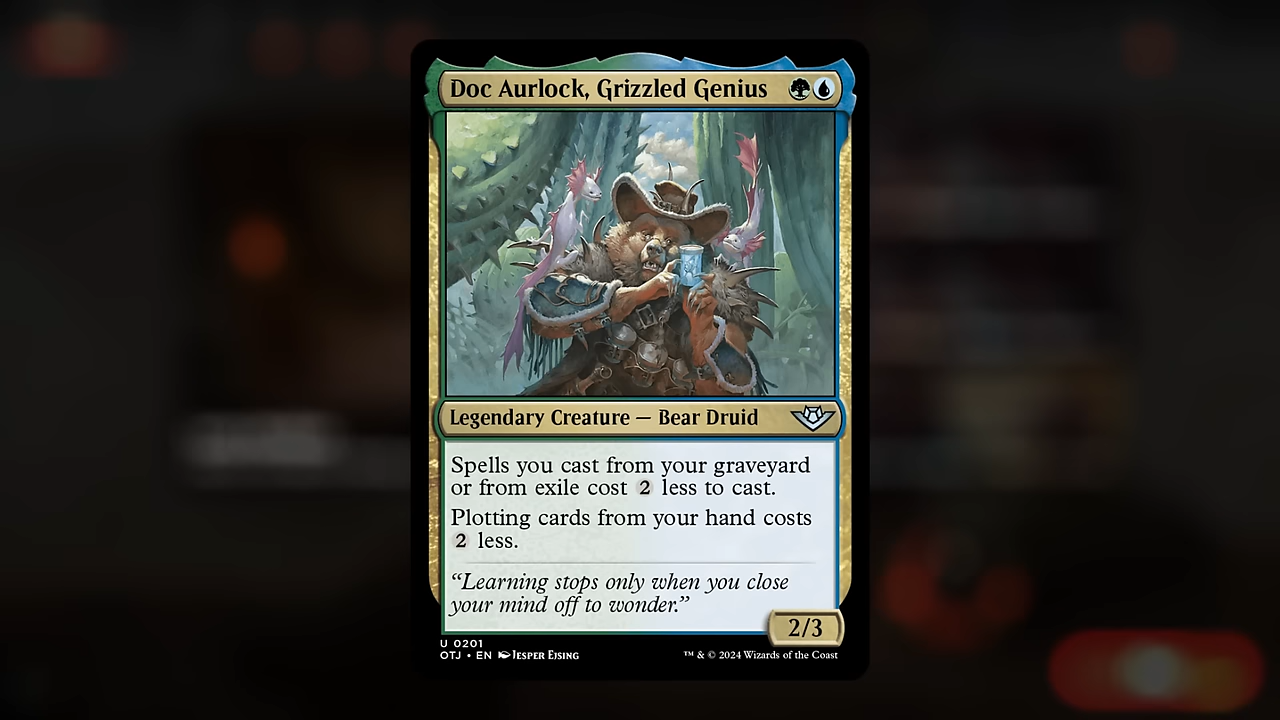 Doc Aurlock, Grizzled Genius
Legendary Creature — Bear Druid
Spells you cast from your graveyard
or from exile cost 2 less to cast.
Plotting cards from your hand costs
2 less.
“Learning stops only when you close
your mind off to wonder.”
2/3
U 0201
OTJ • EN Jesper Ejsing
™ & © 2024 Wizards of the Coast